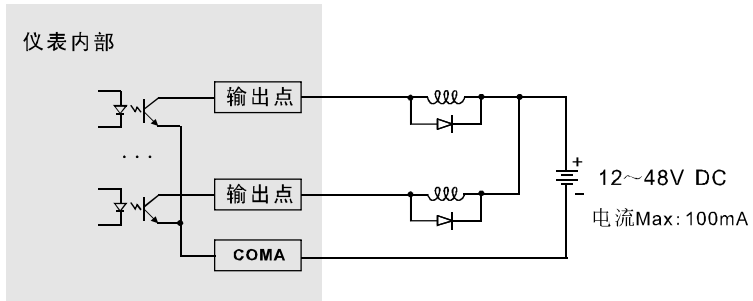 仪表内部
输出点
· · ·
输出点
COMA
+
12～48V DC
−
电流Max: 100mA